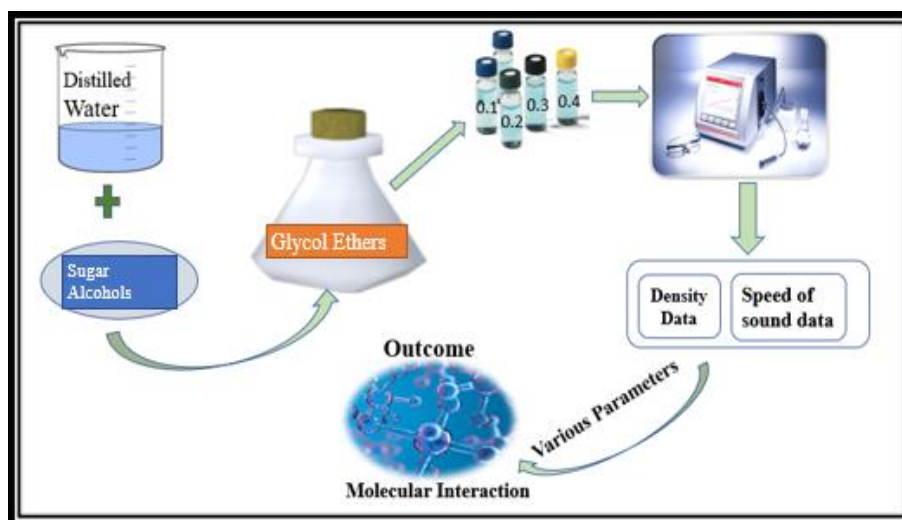 Distilled
Water
Sugar
Alcohols
Glycol Ethers
0.1
0.2
0.3
0.4
Density
Data
Speed of
sound data
Various Parameters
Outcome
Molecular Interaction